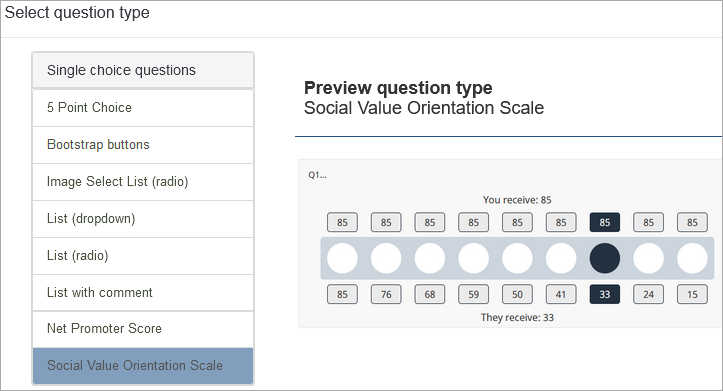 Select question type
Single choice questions
5 Point Choice
Bootstrap buttons
Image Select List (radio)
List (dropdown)
List (radio)
List with comment
Net Promoter Score
Social Value Orientation Scale
Preview question type
Social Value Orientation Scale
Q1...
You receive: 85
85 85 85 85 85 85 85 85 85
85 76 68 59 50 41 33 24 15
They receive: 33